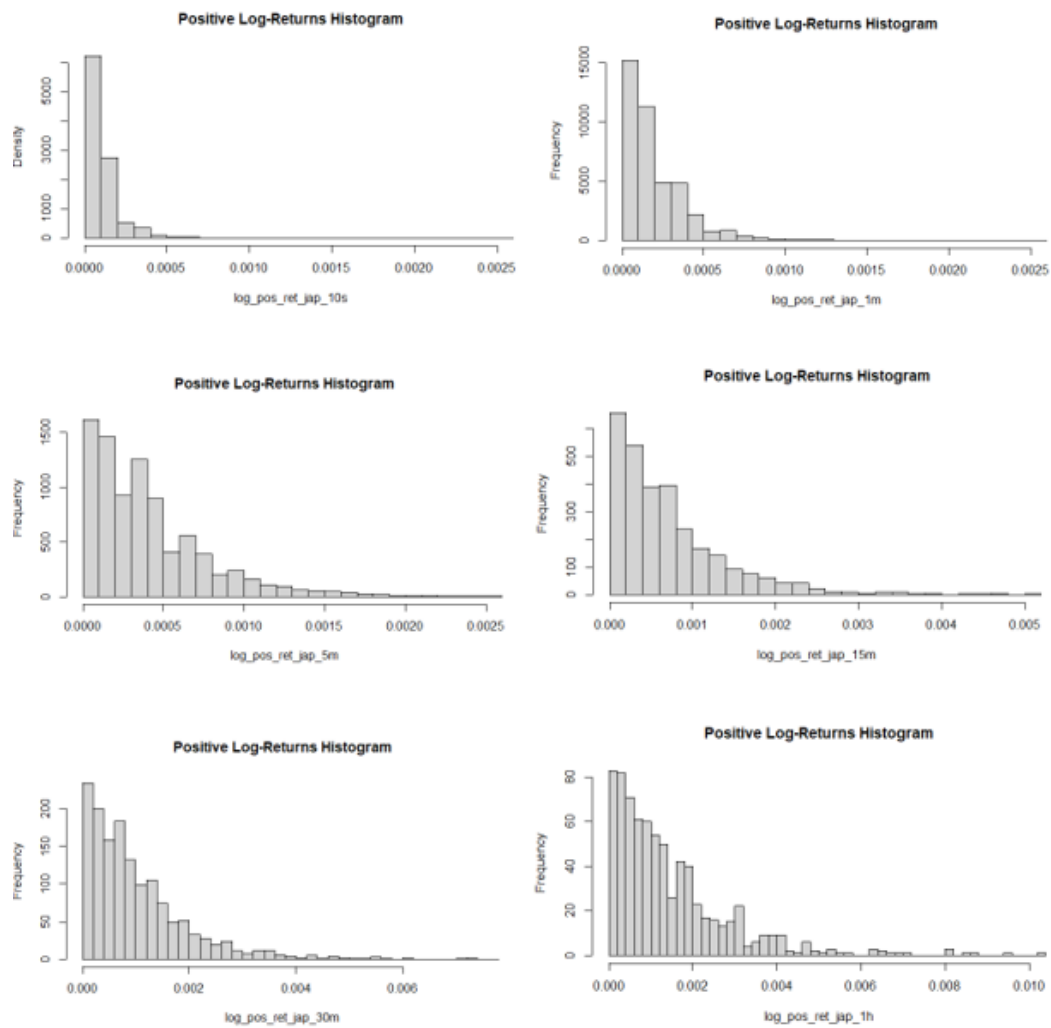 Positive Log-Returns Histogram
Density
0 1000 3000 5000
0.0000 0.0005 0.0010 0.0015 0.0020 0.0025
log_pos_ret_jap_10s
Positive Log-Returns Histogram
Frequency
0 5000 10000 15000
0.0000 0.0005 0.0010 0.0015 0.0020 0.0025
log_pos_ret_jap_1m
Positive Log-Returns Histogram
Frequency
0 500 1000 1500
0.0000 0.0005 0.0010 0.0015 0.0020 0.0025
log_pos_ret_jap_5m
Positive Log-Returns Histogram
Frequency
0 100 300 500
0.000 0.001 0.002 0.003 0.004 0.005
log_pos_ret_jap_15m
Positive Log-Returns Histogram
Frequency
0 50 100 150 200
0.000 0.002 0.004 0.006
log_pos_ret_jap_30m
Positive Log-Returns Histogram
Frequency
0 20 40 60 80
0.000 0.002 0.004 0.006 0.008 0.010
log_pos_ret_jap_1h